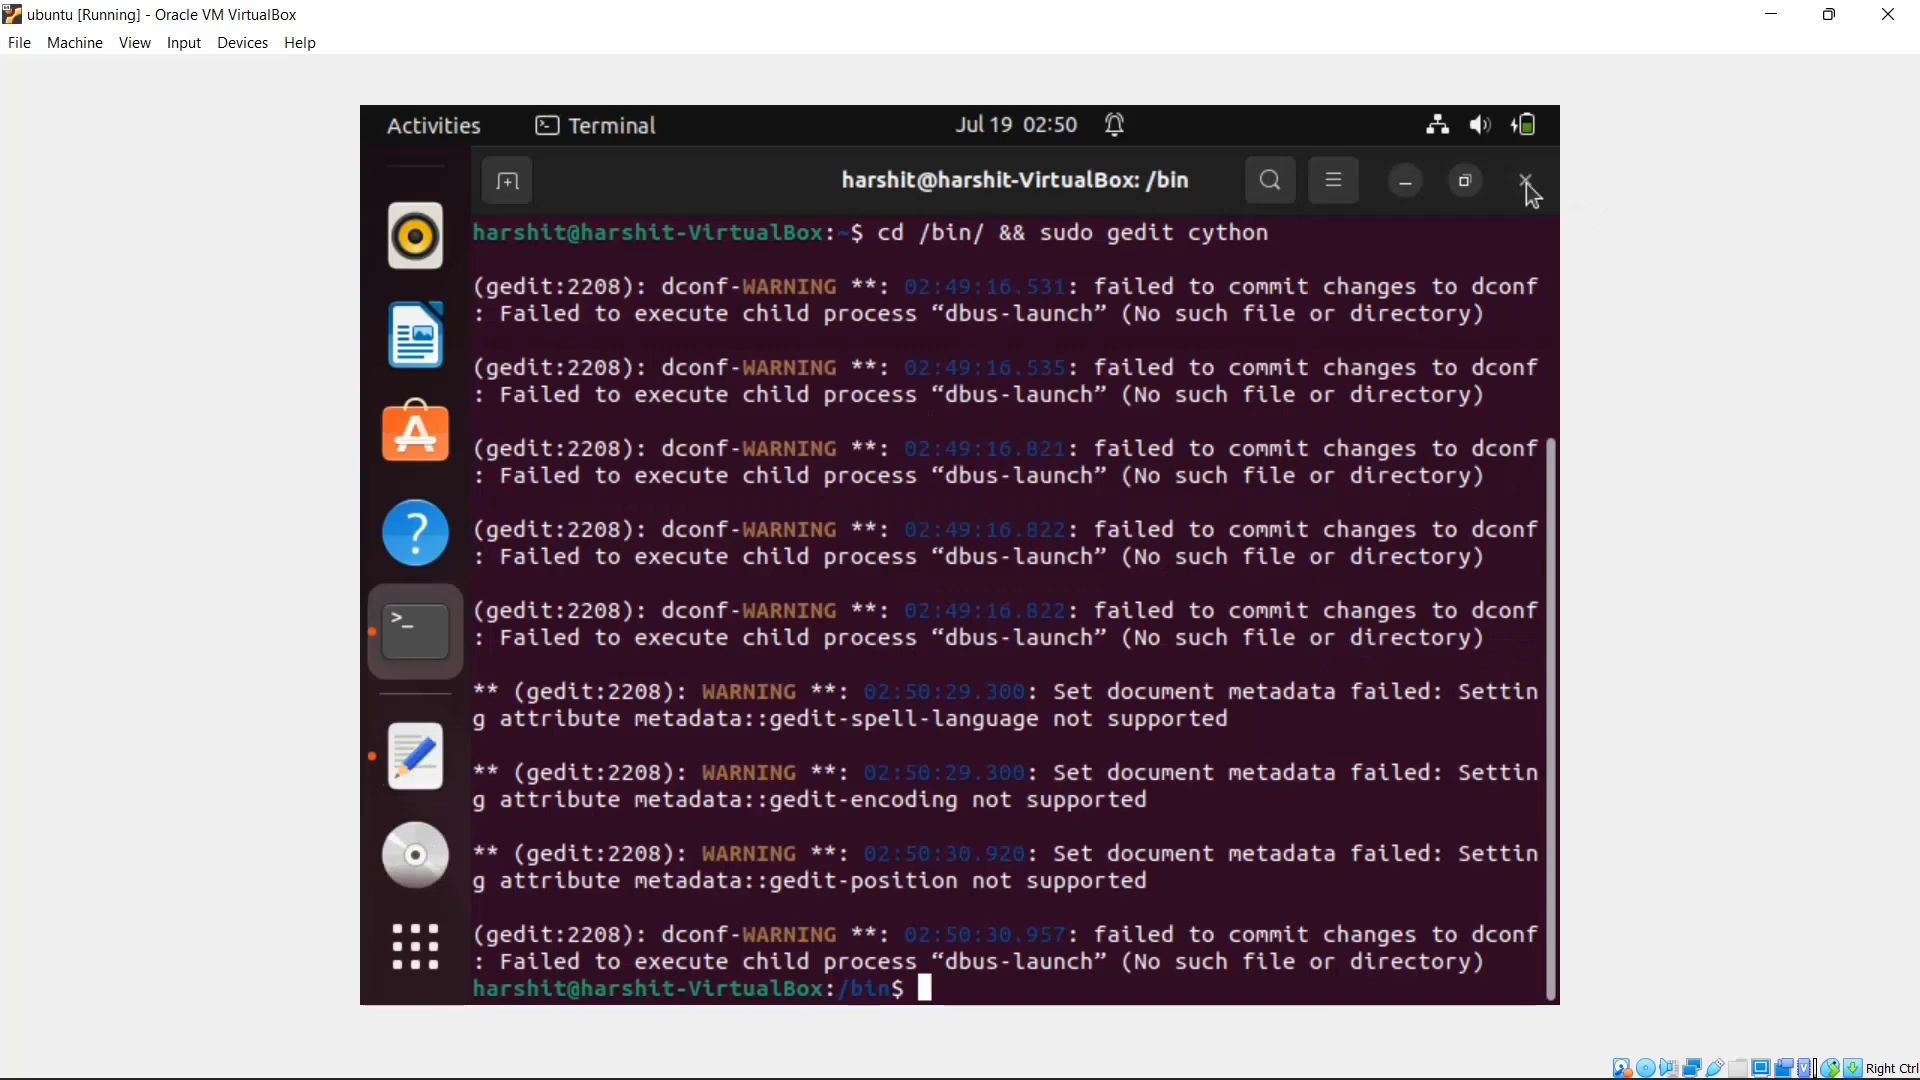 ubuntu [Running] - Oracle VM VirtualBox
File Machine View Input Devices Help
Activities Terminal Jul 19 02:50
harshit@harshit-VirtualBox: /bin
harshit@harshit-VirtualBox:~$ cd /bin/ && sudo gedit cython
(gedit:2208): dconf-WARNING **: 02:49:16.531: failed to commit changes to dconf
: Failed to execute child process “dbus-launch” (No such file or directory)
(gedit:2208): dconf-WARNING **: 02:49:16.535: failed to commit changes to dconf
: Failed to execute child process “dbus-launch” (No such file or directory)
(gedit:2208): dconf-WARNING **: 02:49:16.821: failed to commit changes to dconf
: Failed to execute child process “dbus-launch” (No such file or directory)
(gedit:2208): dconf-WARNING **: 02:49:16.822: failed to commit changes to dconf
: Failed to execute child process “dbus-launch” (No such file or directory)
(gedit:2208): dconf-WARNING **: 02:49:16.822: failed to commit changes to dconf
: Failed to execute child process “dbus-launch” (No such file or directory)
** (gedit:2208): WARNING **: 02:50:29.300: Set document metadata failed: Settin
g attribute metadata::gedit-spell-language not supported
** (gedit:2208): WARNING **: 02:50:29.300: Set document metadata failed: Settin
g attribute metadata::gedit-encoding not supported
** (gedit:2208): WARNING **: 02:50:30.920: Set document metadata failed: Settin
g attribute metadata::gedit-position not supported
(gedit:2208): dconf-WARNING **: 02:50:30.957: failed to commit changes to dconf
: Failed to execute child process “dbus-launch” (No such file or directory)
harshit@harshit-VirtualBox:/bin$
Right Ctrl